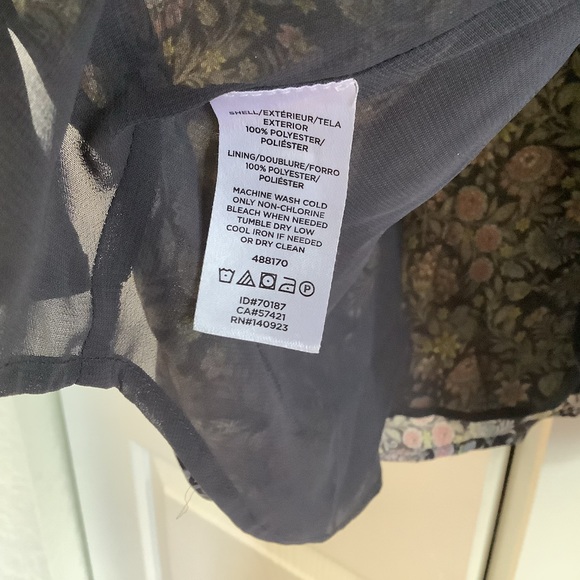 SHELL/EXTÉRIEUR/TELA
EXTERIOR
100% POLYESTER/
POLIÉSTER
LINING/DOUBLURE/FORRO
100% POLYESTER/
POLIÉSTER
MACHINE WASH COLD
ONLY NON-CHLORINE
BLEACH WHEN NEEDED
TUMBLE DRY LOW
COOL IRON IF NEEDED
OR DRY CLEAN
488170
P
ID#70187
CA#57421
RN#140923